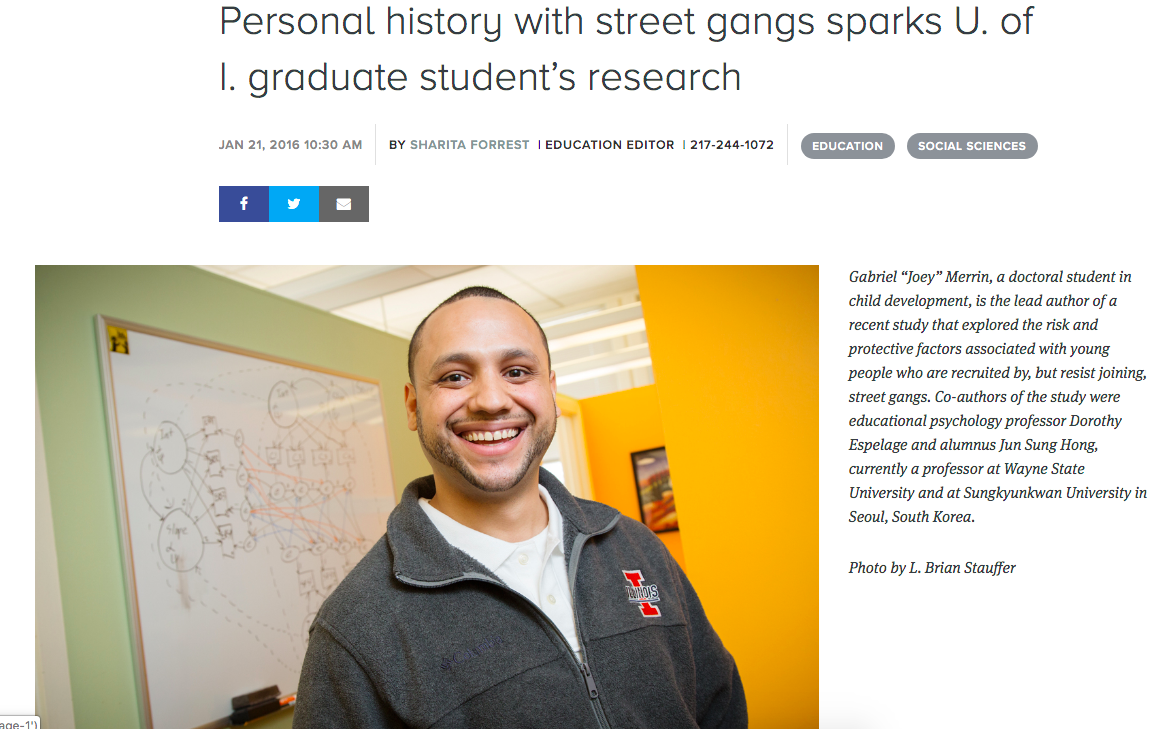 Personal history with street gangs sparks U. of
I. graduate student’s research
JAN 21, 2016 10:30 AM
BY SHARITA FORREST | EDUCATION EDITOR | 217-244-1072
EDUCATION
SOCIAL SCIENCES
f
Gabriel “Joey” Merrin, a doctoral student in
child development, is the lead author of a
recent study that explored the risk and
protective factors associated with young
people who are recruited by, but resist joining,
street gangs. Co-authors of the study were
educational psychology professor Dorothy
Espelage and alumnus Jun Sung Hong,
currently a professor at Wayne State
University and at Sungkyunkwan University in
Seoul, South Korea.
Photo by L. Brian Stauffer
I
ILLINOIS
age-1')